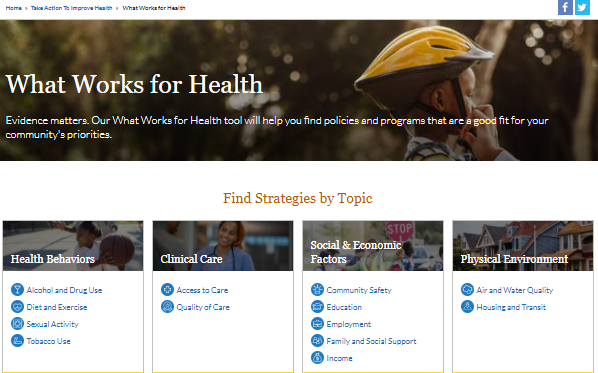 Home » Take Action To Improve Health » What Works for Health
What Works for Health
Evidence matters. Our What Works for Health tool will help you find policies and programs that are a good fit for your
community's priorities.
Find Strategies by Topic
Health Behaviors
Alcohol and Drug Use
Diet and Exercise
Sexual Activity
Tobacco Use
Clinical Care
Access to Care
Quality of Care
STOP
Social & Economic
Factors
Community Safety
Education
Employment
Family and Social Support
Income
Physical Environment
Air and Water Quality
Housing and Transit